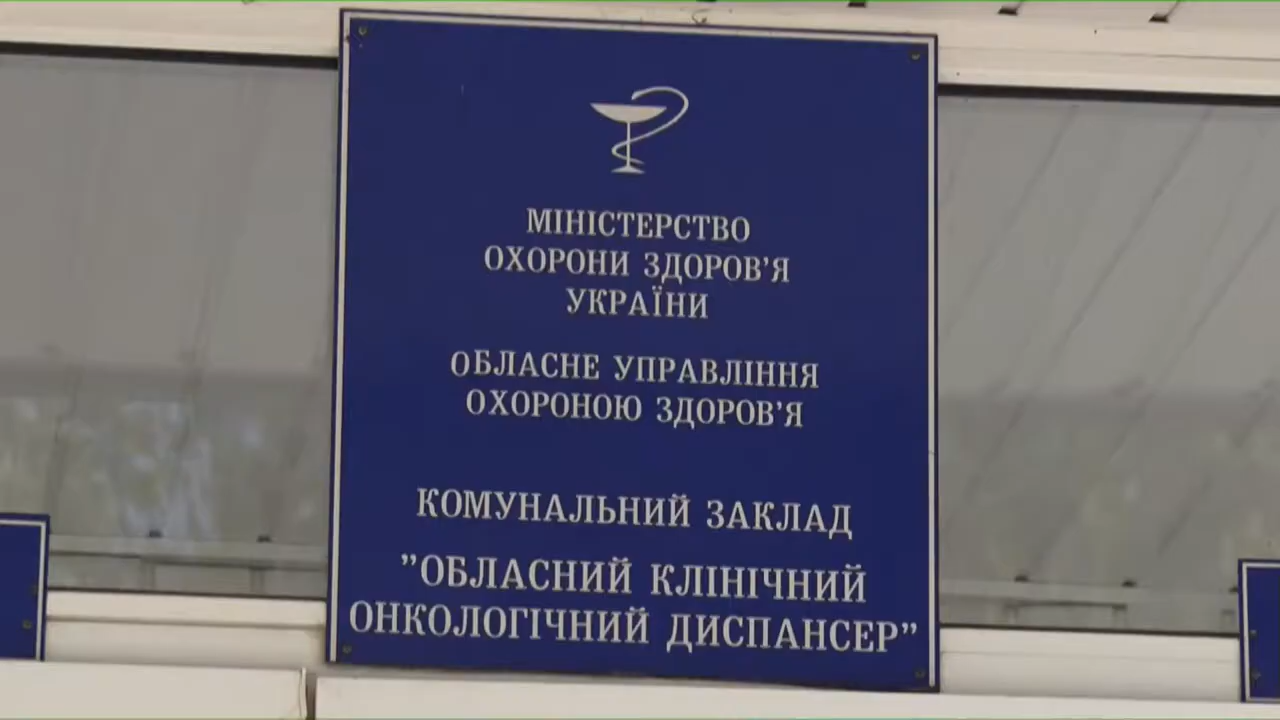 МІНІСТЕРСТВО
ОХОРОНИ ЗДОРОВ'Я
УКРАЇНИ
ОБЛАСНЕ УПРАВЛІННЯ
ОХОРОНОЮ ЗДОРОВ'Я
КОМУНАЛЬНИЙ ЗАКЛАД
”ОБЛАСНИЙ КЛІНІЧНИЙ
ОНКОЛОГІЧНИЙ ДИСПАНСЕР”